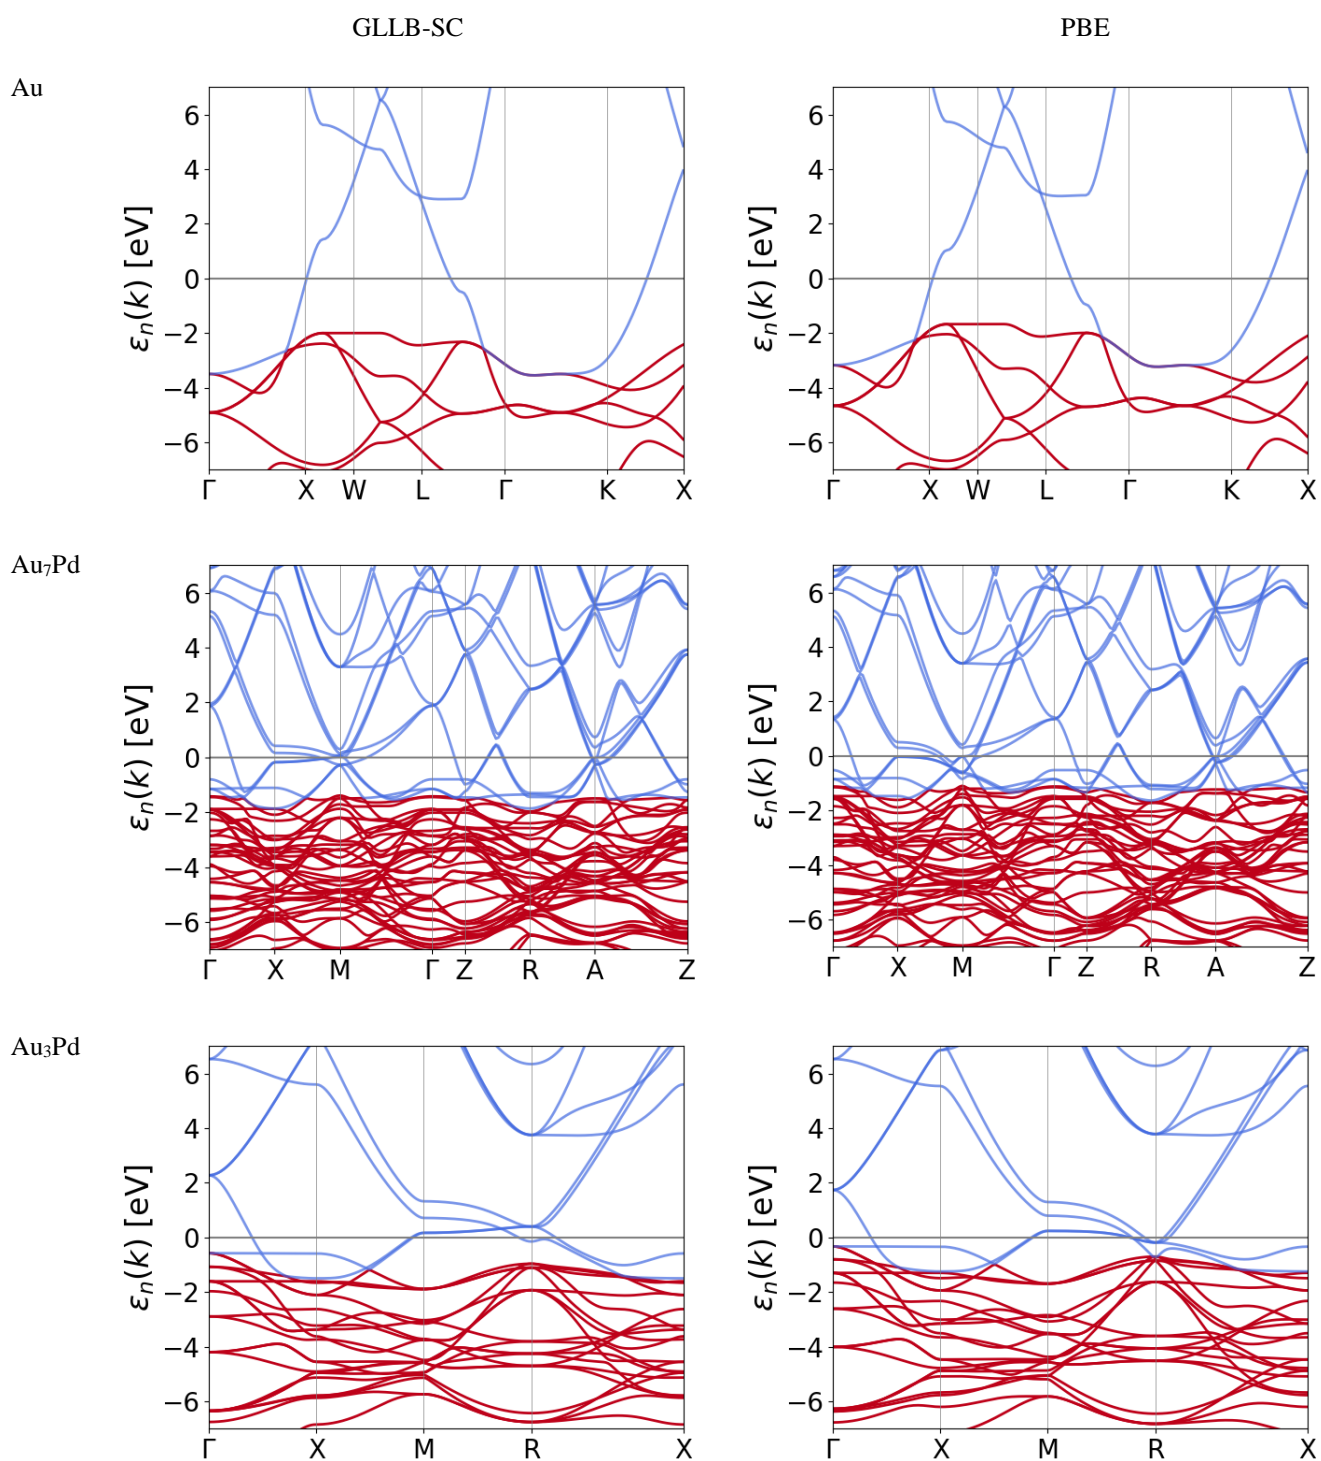 GLLB-SC PBE
Au
6 6
4 4
2 2
0 0
−2 −2
−4 −4
−6 −6
εn(k) [eV] εn(k) [eV]
Γ X W L Γ K X Γ X W L Γ K X
Au₇Pd
6 6
4 4
2 2
0 0
−2 −2
−4 −4
−6 −6
εn(k) [eV] εn(k) [eV]
Γ X M Γ Z R A Z Γ X M Γ Z R A Z
Au₃Pd
6 6
4 4
2 2
0 0
−2 −2
−4 −4
−6 −6
εn(k) [eV] εn(k) [eV]
Γ X M R X Γ X M R X